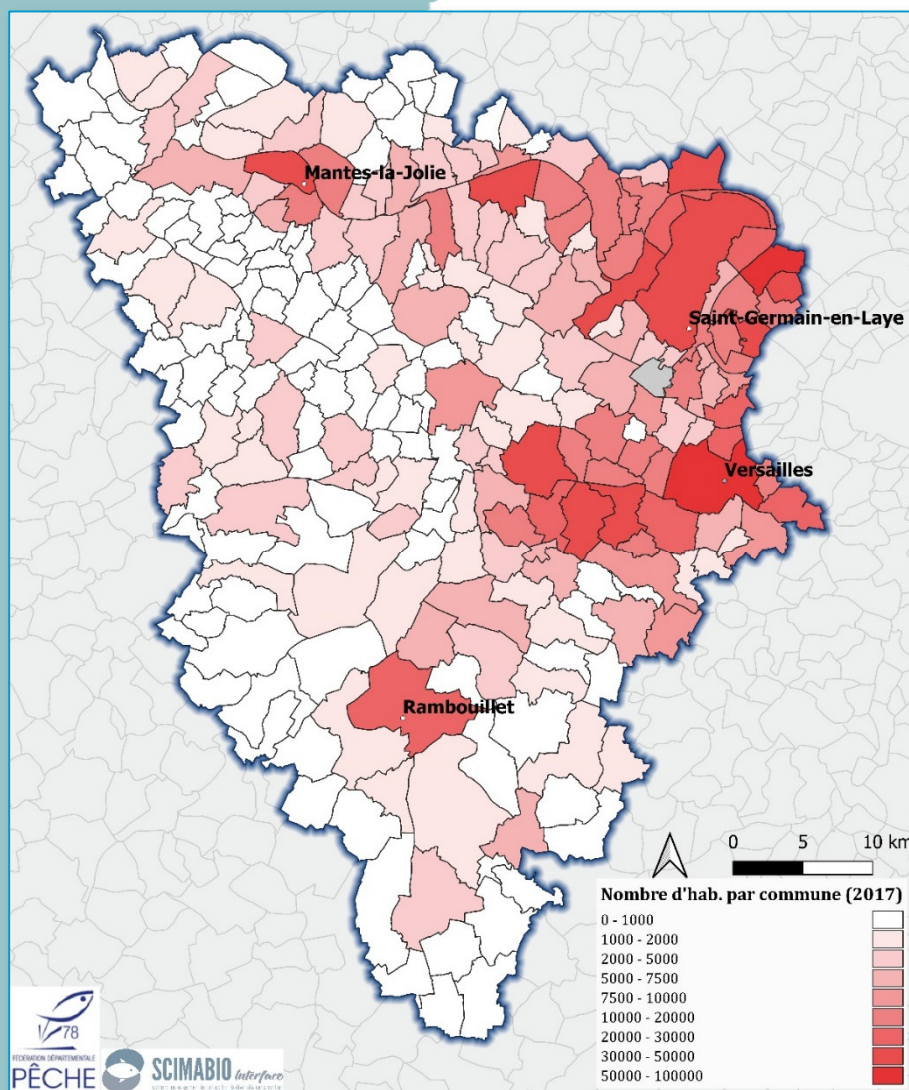 Mantes-la-Jolie
Saint-Germain-en-Laye
Versailles
Rambouillet
0 5 10 km
Nombre d'hab. par commune (2017)
0 - 1000
1000 - 2000
2000 - 5000
5000 - 7500
7500 - 10000
10000 - 20000
20000 - 30000
30000 - 50000
50000 - 100000
78
FÉDÉRATION DÉPARTEMENTALE
PÊCHE
SCIMABIO Interface